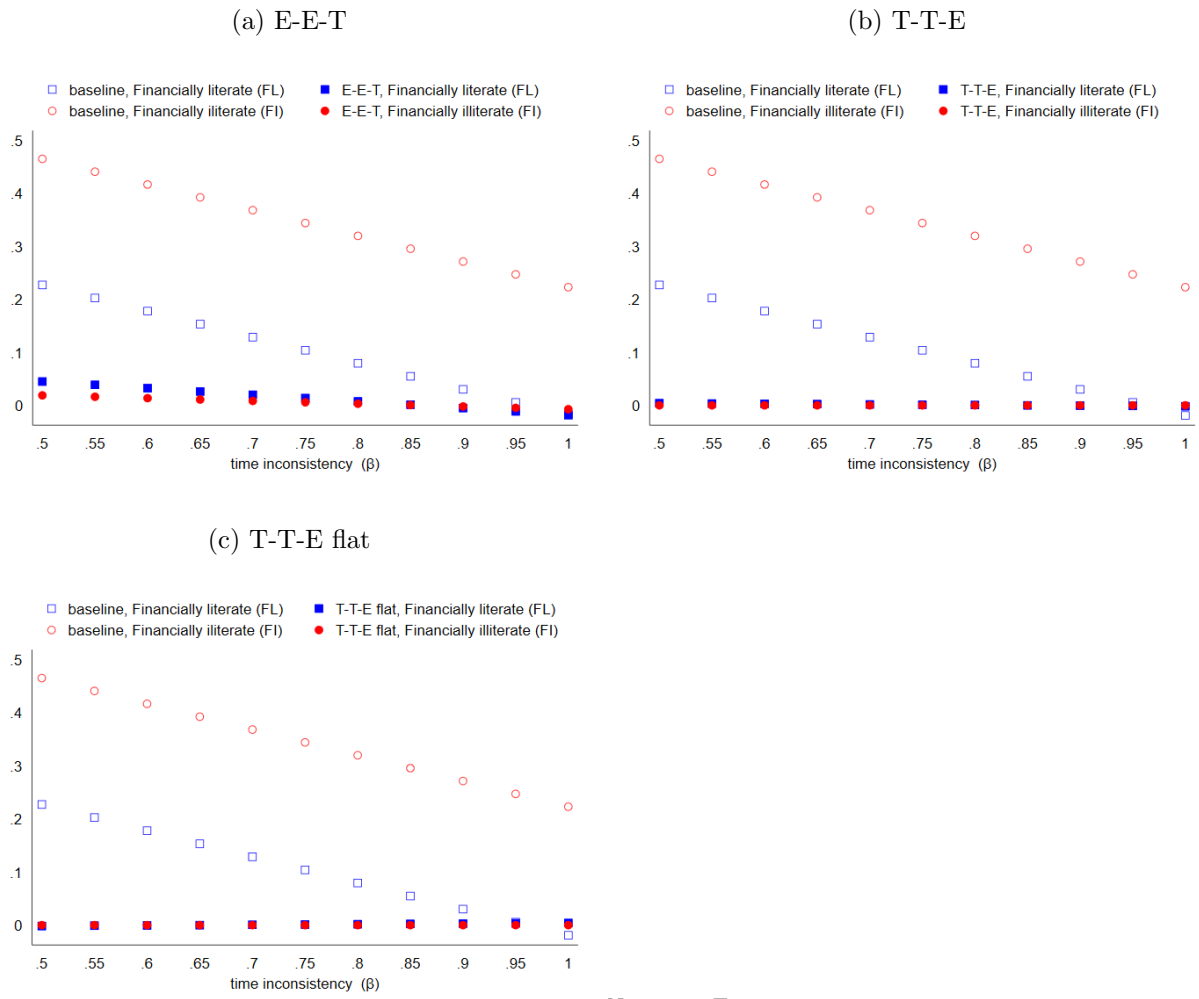 (a) E-E-T
baseline, Financially literate (FL) E-E-T, Financially literate (FL)
baseline, Financially iliterate (FI) E-E-T, Financially illiterate (FI)
.5
.4
.3
.2
.1
0
.5 .55 .6 .65 .7 .75 .8 .85 .9 .95 1
time inconsistency (β)
(b) T-T-E
baseline, Financially literate (FL) T-T-E, Financially literate (FL)
baseline, Financially iliterate (FI) T-T-E, Financially illiterate (FI)
.5
.4
.3
.2
.1
0
.5 .55 .6 .65 .7 .75 .8 .85 .9 .95 1
time inconsistency (β)
(c) T-T-E flat
baseline, Financially literate (FL) T-T-E flat, Financially literate (FL)
baseline, Financially iliterate (FI) T-T-E flat, Financially illiterate (FI)
.5
.4
.3
.2
.1
0
.5 .55 .6 .65 .7 .75 .8 .85 .9 .95 1
time inconsistency (β)